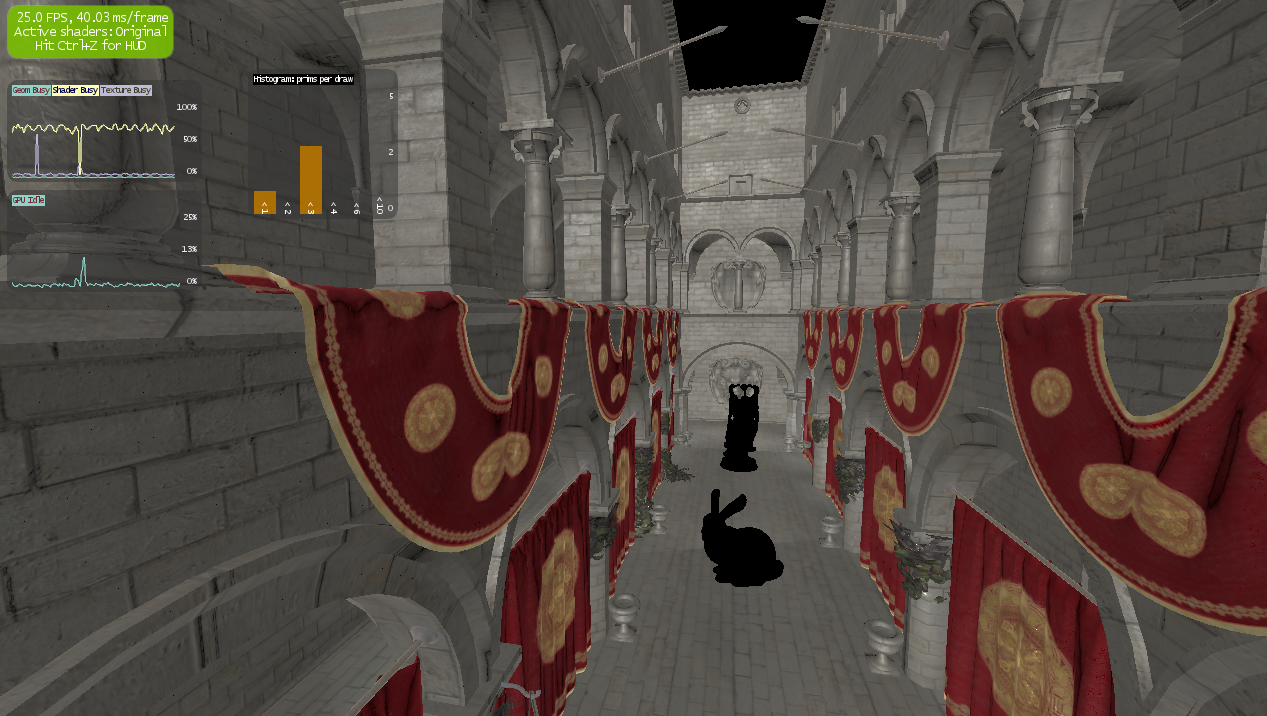 25.0 FPS, 40.03 ms/frame
Active shaders: Original
Hit Ctrl+Z for HUD
Geom Busy Shader Busy Texture Busy
100%
50%
0%
GPU Idle
25%
13%
0%
Histogram: prims per draw
5
2
0
<1
<2
<3
<4
<6
<10